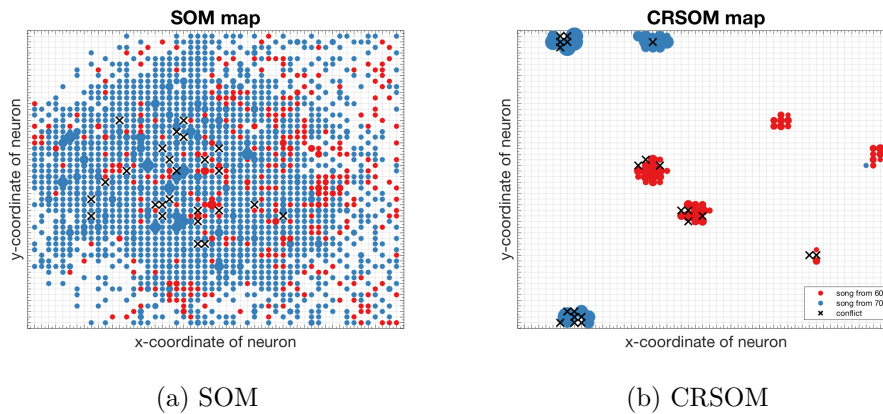 SOM map
y-coordinate of neuron
x-coordinate of neuron
(a) SOM
CRSOM map
y-coordinate of neuron
song from 60
song from 70
conflict
x-coordinate of neuron
(b) CRSOM